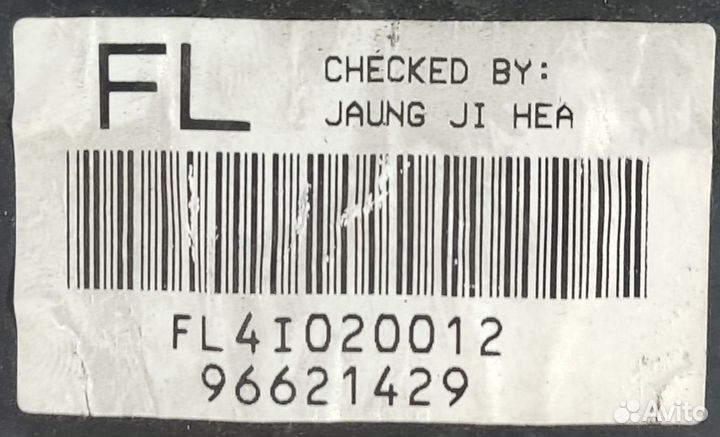 FL
CHECKED BY:
JAUNG JI HEA
FL4I020012
96621429
Avito